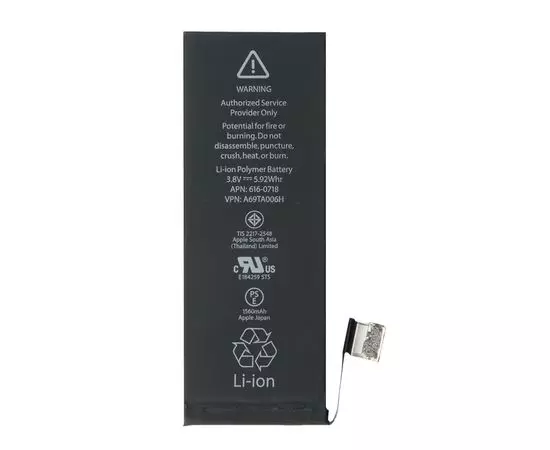 WARNING
Authorized Service
Provider Only
Potential for fire or
burning. Do not
disassemble, puncture,
crush, heat, or burn.
Li-ion Polymer Battery
3.8V⎓5.92Whr
APN: 616-0718
VPN: A69TA006H
TIS 2217-2548
Apple South Asia
(Thailand) Limited
c RU US
E184259 STS
PS
E
1560mAh
Apple Japan
Li-ion